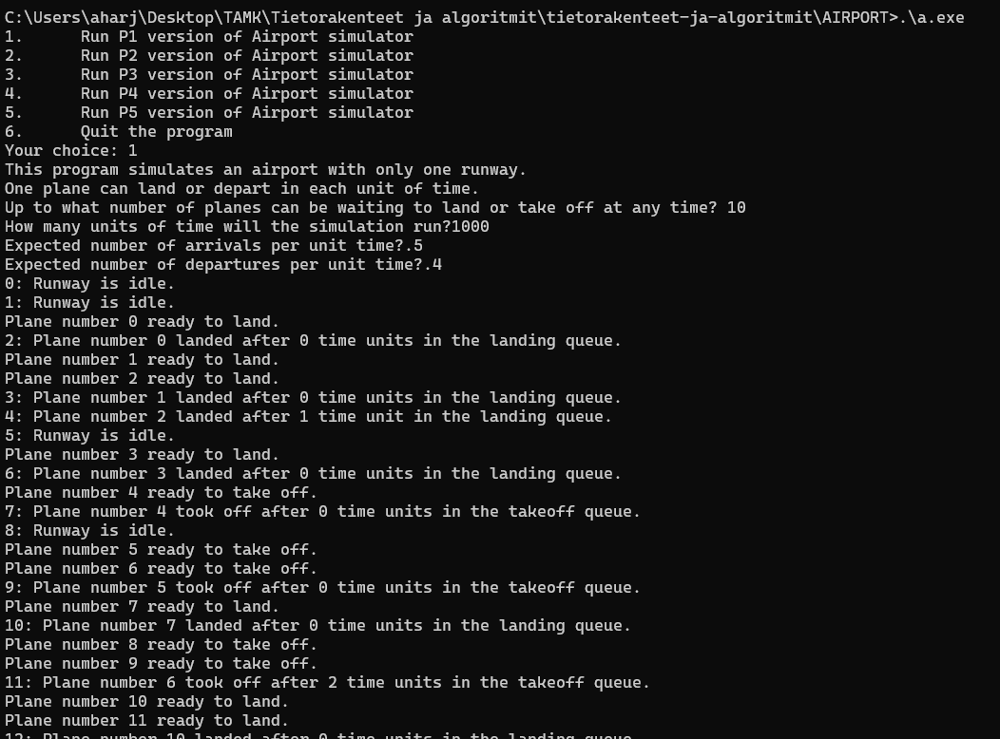 C:\Users\aharj\Desktop\TAMK\Tietorakenteet ja algoritmit\tietorakenteet-ja-algoritmit\AIRPORT>.\a.exe
1.      Run P1 version of Airport simulator
2.      Run P2 version of Airport simulator
3.      Run P3 version of Airport simulator
4.      Run P4 version of Airport simulator
5.      Run P5 version of Airport simulator
6.      Quit the program
Your choice: 1
This program simulates an airport with only one runway.
One plane can land or depart in each unit of time.
Up to what number of planes can be waiting to land or take off at any time? 10
How many units of time will the simulation run?1000
Expected number of arrivals per unit time?.5
Expected number of departures per unit time?.4
0: Runway is idle.
1: Runway is idle.
Plane number 0 ready to land.
2: Plane number 0 landed after 0 time units in the landing queue.
Plane number 1 ready to land.
Plane number 2 ready to land.
3: Plane number 1 landed after 0 time units in the landing queue.
4: Plane number 2 landed after 1 time unit in the landing queue.
5: Runway is idle.
Plane number 3 ready to land.
6: Plane number 3 landed after 0 time units in the landing queue.
Plane number 4 ready to take off.
7: Plane number 4 took off after 0 time units in the takeoff queue.
8: Runway is idle.
Plane number 5 ready to take off.
Plane number 6 ready to take off.
9: Plane number 5 took off after 0 time units in the takeoff queue.
Plane number 7 ready to land.
10: Plane number 7 landed after 0 time units in the landing queue.
Plane number 8 ready to take off.
Plane number 9 ready to take off.
11: Plane number 6 took off after 2 time units in the takeoff queue.
Plane number 10 ready to land.
Plane number 11 ready to land.
12: Plane number 10 landed after 0 time units in the landing queue.